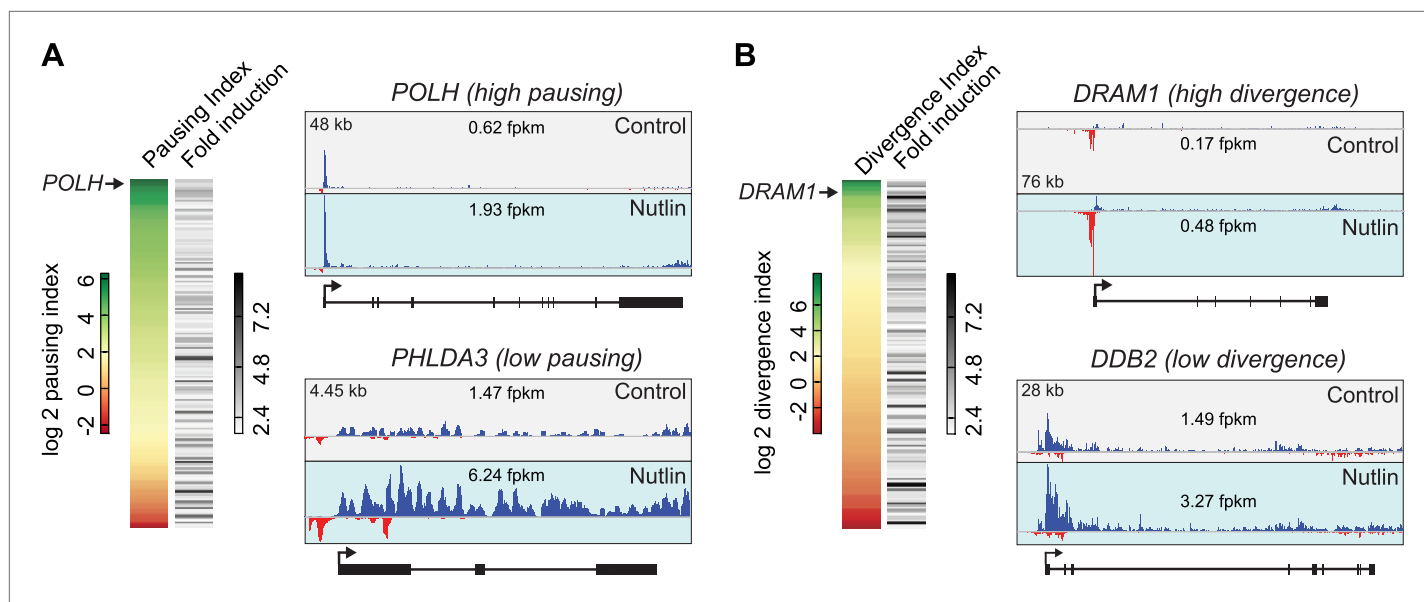 A
Pausing Index
Fold induction
POLH
log 2 pausing index
6
4
2
0
-2
7.2
4.8
2.4
POLH (high pausing)
48 kb
0.62 fpkm
Control
1.93 fpkm
Nutlin
PHLDA3 (low pausing)
4.45 kb
1.47 fpkm
Control
6.24 fpkm
Nutlin
B
Divergence Index
Fold induction
DRAM1
log 2 divergence index
6
4
2
0
-2
7.2
4.8
2.4
DRAM1 (high divergence)
0.17 fpkm
Control
76 kb
0.48 fpkm
Nutlin
DDB2 (low divergence)
28 kb
1.49 fpkm
Control
3.27 fpkm
Nutlin